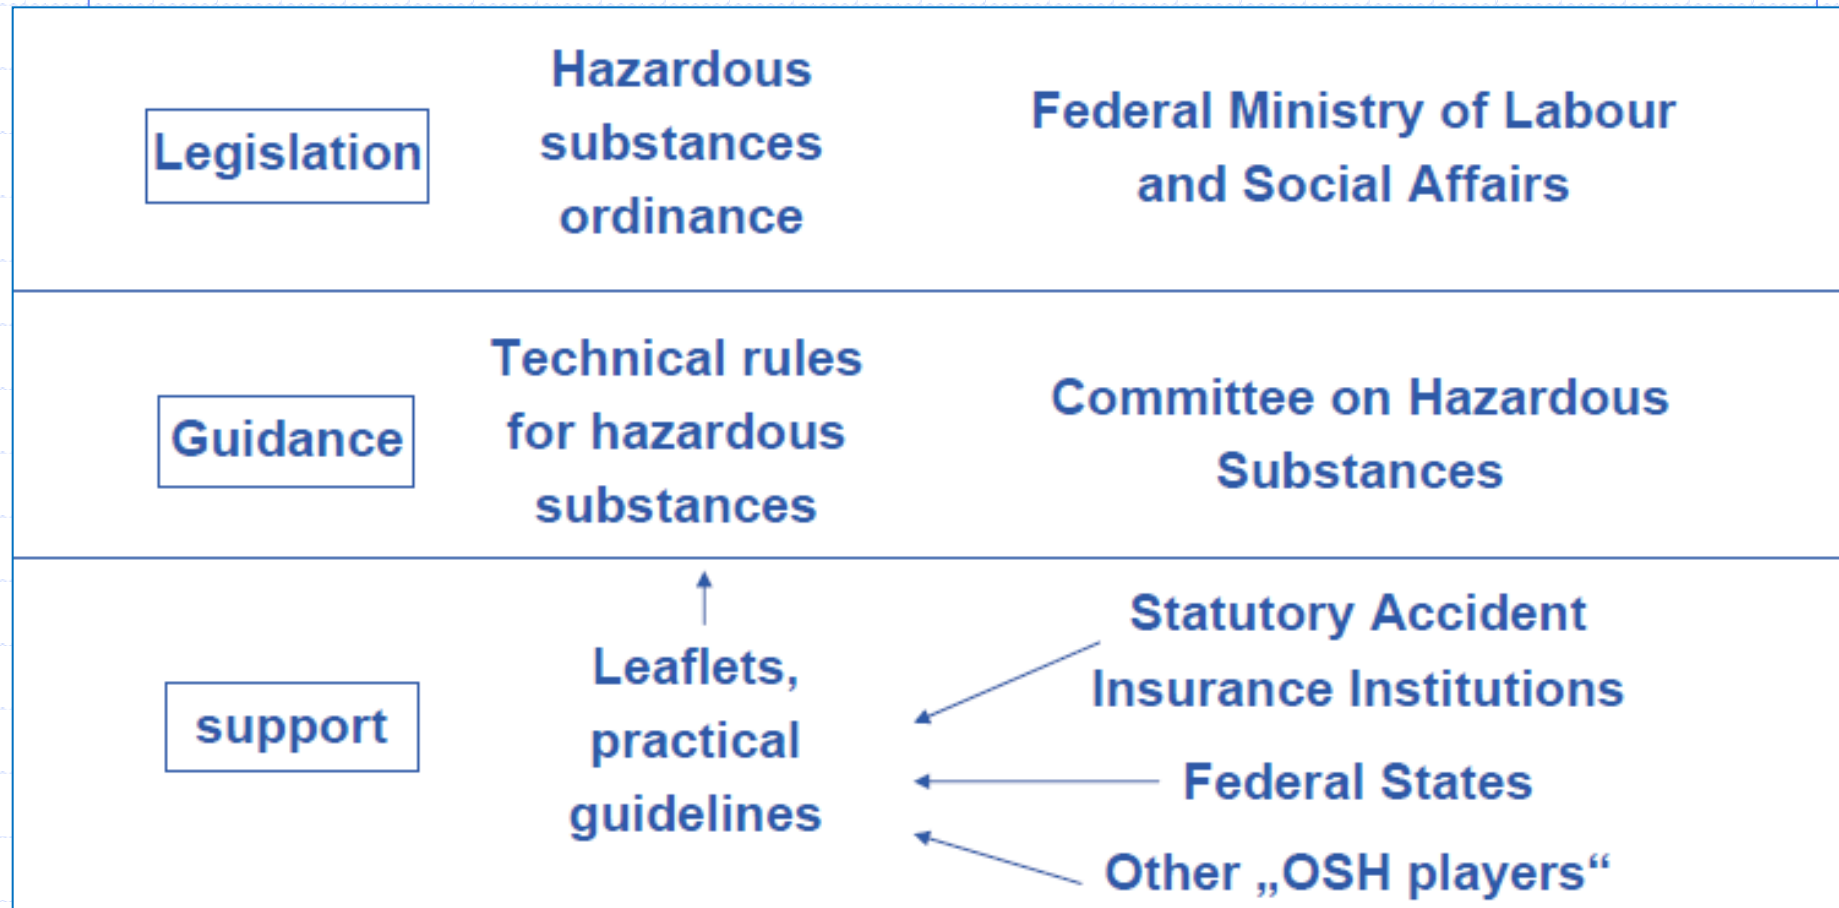 Legislation
Hazardous
substances
ordinance
Federal Ministry of Labour
and Social Affairs
Guidance
Technical rules
for hazardous
substances
Committee on Hazardous
Substances
support
Leaflets,
practical
guidelines
Statutory Accident
Insurance Institutions
Federal States
Other „OSH players“